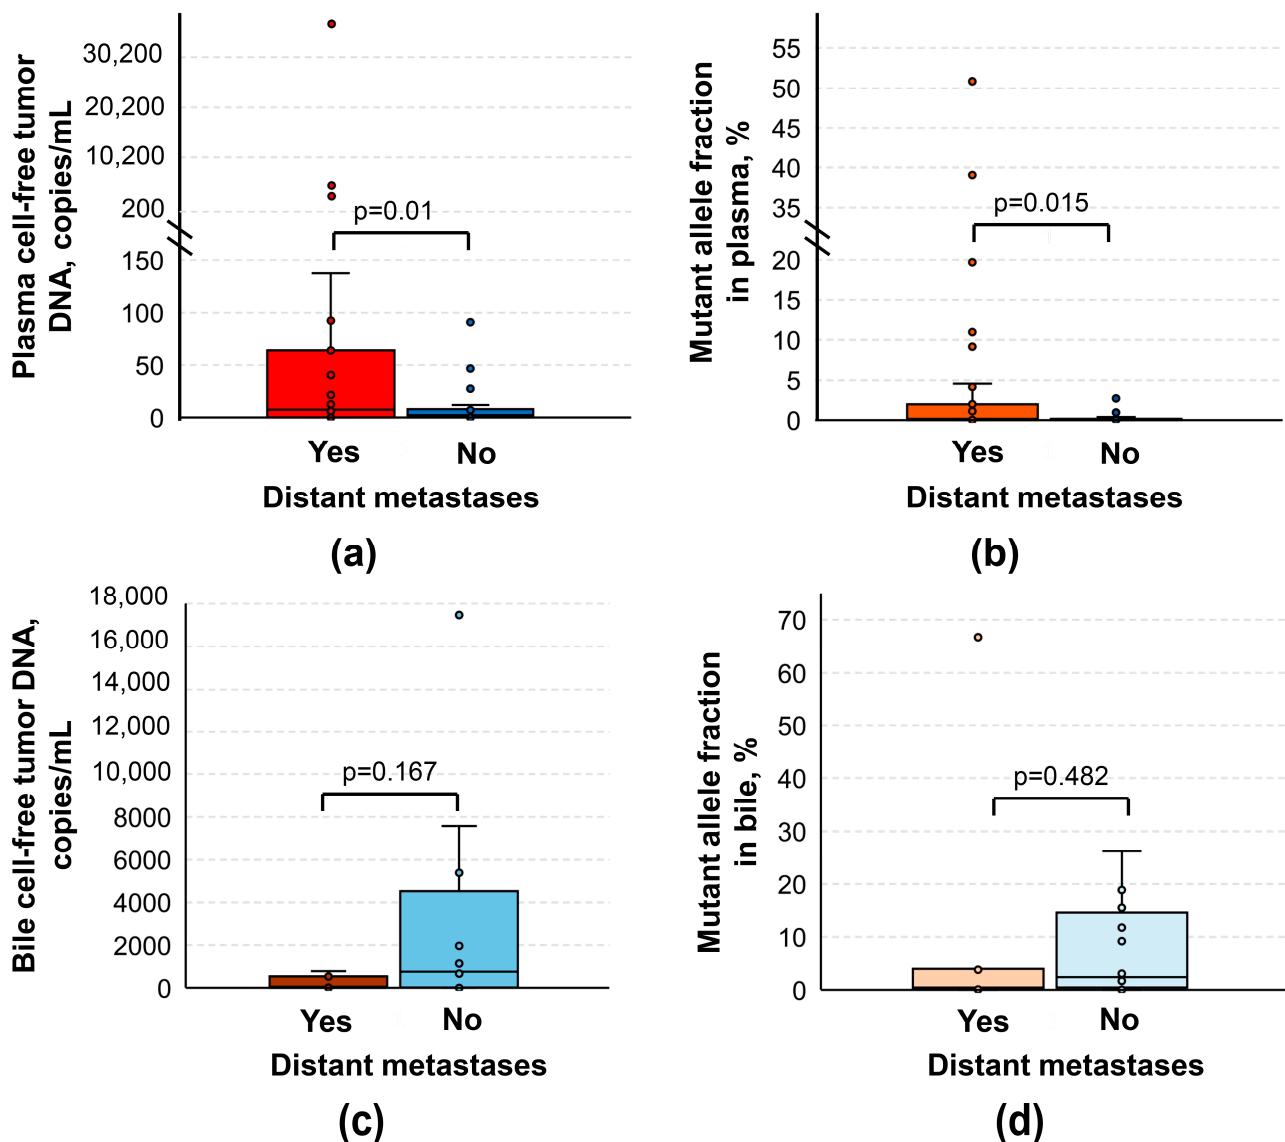 Plasma cell-free tumor
DNA, copies/mL
30,200
20,200
10,200
200
150
100
50
0
p=0.01
Yes
No
Distant metastases
(a)
Mutant allele fraction
in plasma, %
55
50
45
40
35
20
15
10
5
0
p=0.015
Yes
No
Distant metastases
(b)
Bile cell-free tumor DNA,
copies/mL
18,000
16,000
14,000
12,000
10,000
8000
6000
4000
2000
0
p=0.167
Yes
No
Distant metastases
(c)
Mutant allele fraction
in bile, %
70
60
50
40
30
20
10
0
p=0.482
Yes
No
Distant metastases
(d)